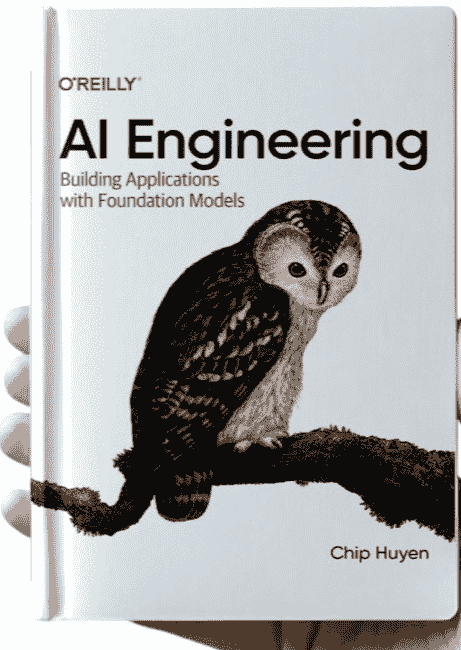 O'REILLY®
AI Engineering
Building Applications
with Foundation Models
Chip Huyen